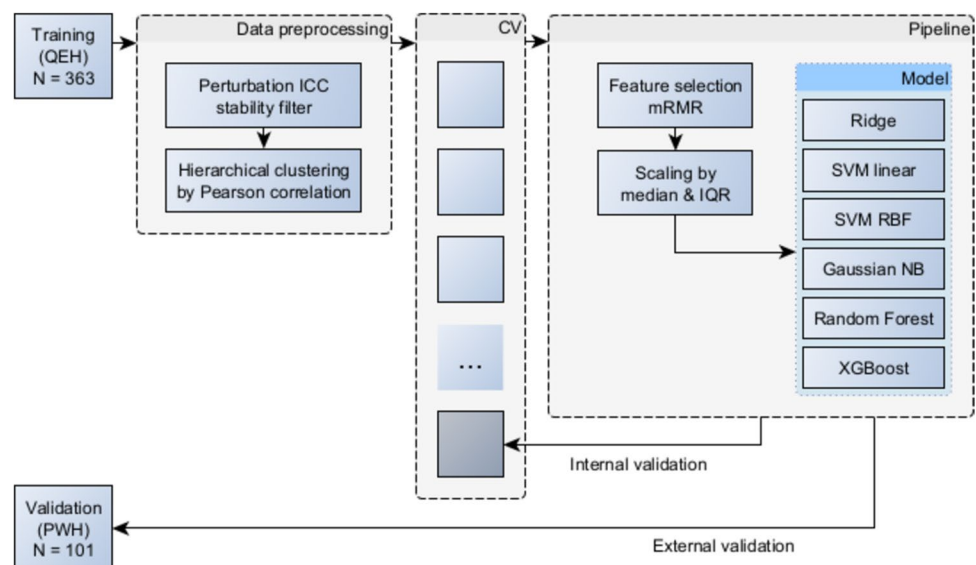 Training
(QEH)
N = 363
Data preprocessing
Perturbation ICC
stability filter
Hierarchical clustering
by Pearson correlation
CV
...
Pipeline
Feature selection
mRMR
Scaling by
median & IQR
Model
Ridge
SVM linear
SVM RBF
Gaussian NB
Random Forest
XGBoost
Internal validation
Validation
(PWH)
N = 101
External validation